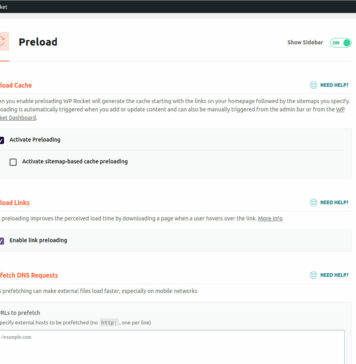 ket
Preload
Show Sidebar
ON
load Cache
NEED HELP?
en you enable preloading WP Rocket will generate the cache starting with the links on your homepage followed by the sitemaps you specify.
loading is automatically triggered when you add or update content and can also be manually triggered from the admin bar or from the WP
ket Dashboard.
Activate Preloading
Activate sitemap-based cache preloading
load Links
NEED HELP?
preloading improves the perceived load time by downloading a page when a user hovers over the link. More info
Enable link preloading
fetch DNS Requests
NEED HELP?
S prefetching can make external files load faster, especially on mobile networks
RLs to prefetch
pecify external hosts to be prefetched (no http:, one per line)
//example.com